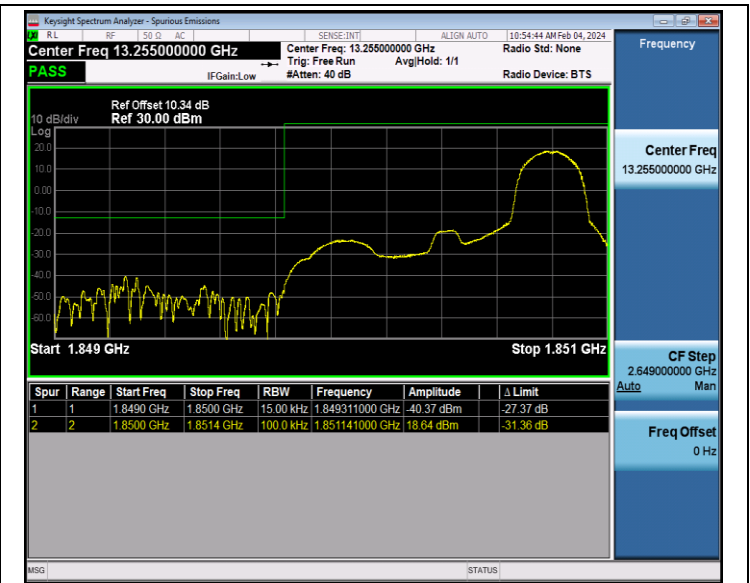 Keysight Spectrum Analyzer - Spurious Emissions
LXI RL RF 50 Ω AC SENSE:INT ALIGN AUTO 10:54:44 AM Feb 04, 2024
Center Freq 13.255000000 GHz
Center Freq: 13.255000000 GHz Radio Std: None
Trig: Free Run Avg|Hold: 1/1
PASS IFGain:Low #Atten: 40 dB Radio Device: BTS
Ref Offset 10.34 dB
10 dB/div Ref 30.00 dBm
Log
20.0
10.0
0.00
-10.0
-20.0
-30.0
-40.0
-50.0
-60.0
Start 1.849 GHz Stop 1.851 GHz
Spur Range Start Freq Stop Freq RBW Frequency Amplitude Δ Limit
1 1 1.8490 GHz 1.8500 GHz 15.00 kHz 1.849311000 GHz -40.37 dBm -27.37 dB
2 2 1.8500 GHz 1.8514 GHz 100.0 kHz 1.851141000 GHz 18.64 dBm -31.36 dB
MSG STATUS
Frequency
Center Freq
13.255000000 GHz
CF Step
2.649000000 GHz
Auto Man
Freq Offset
0 Hz